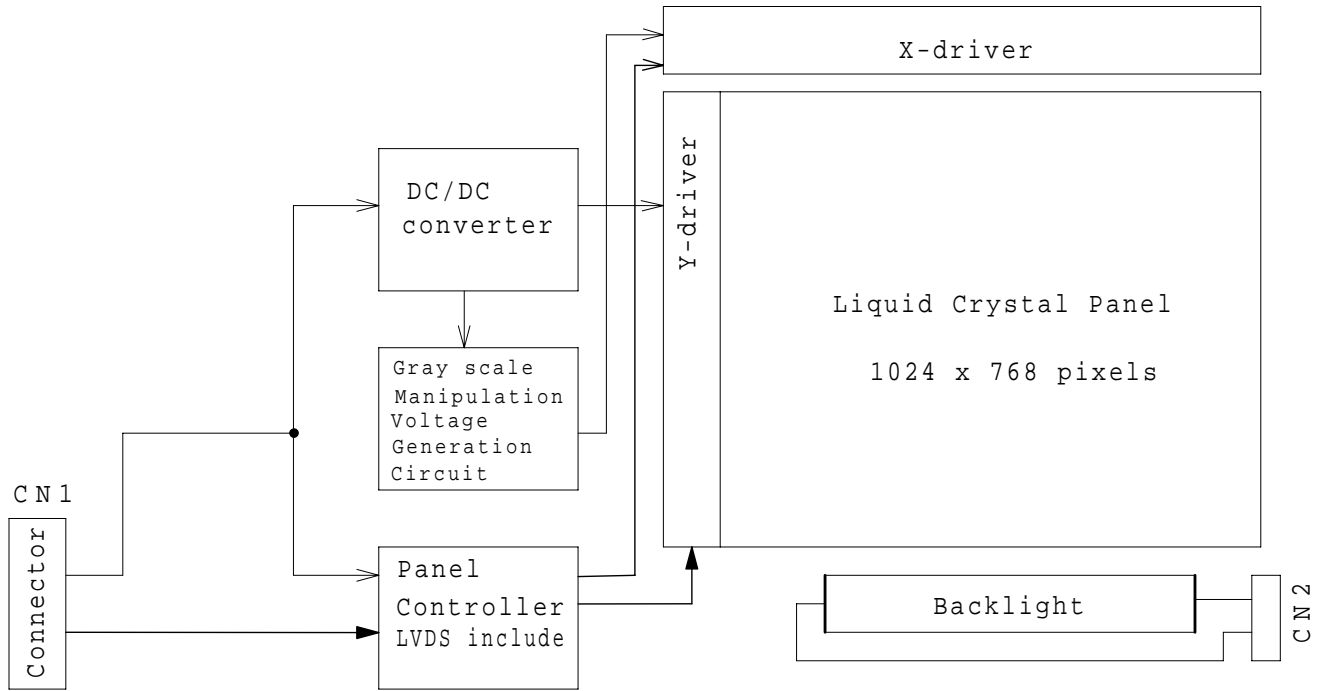 X-driver
Y-driver
DC/DC
converter
Liquid Crystal Panel
1024 x 768 pixels
Gray scale
Manipulation
Voltage
Generation
Circuit
CN1
Connector
Panel
Controller
LVDS include
Backlight
CN2